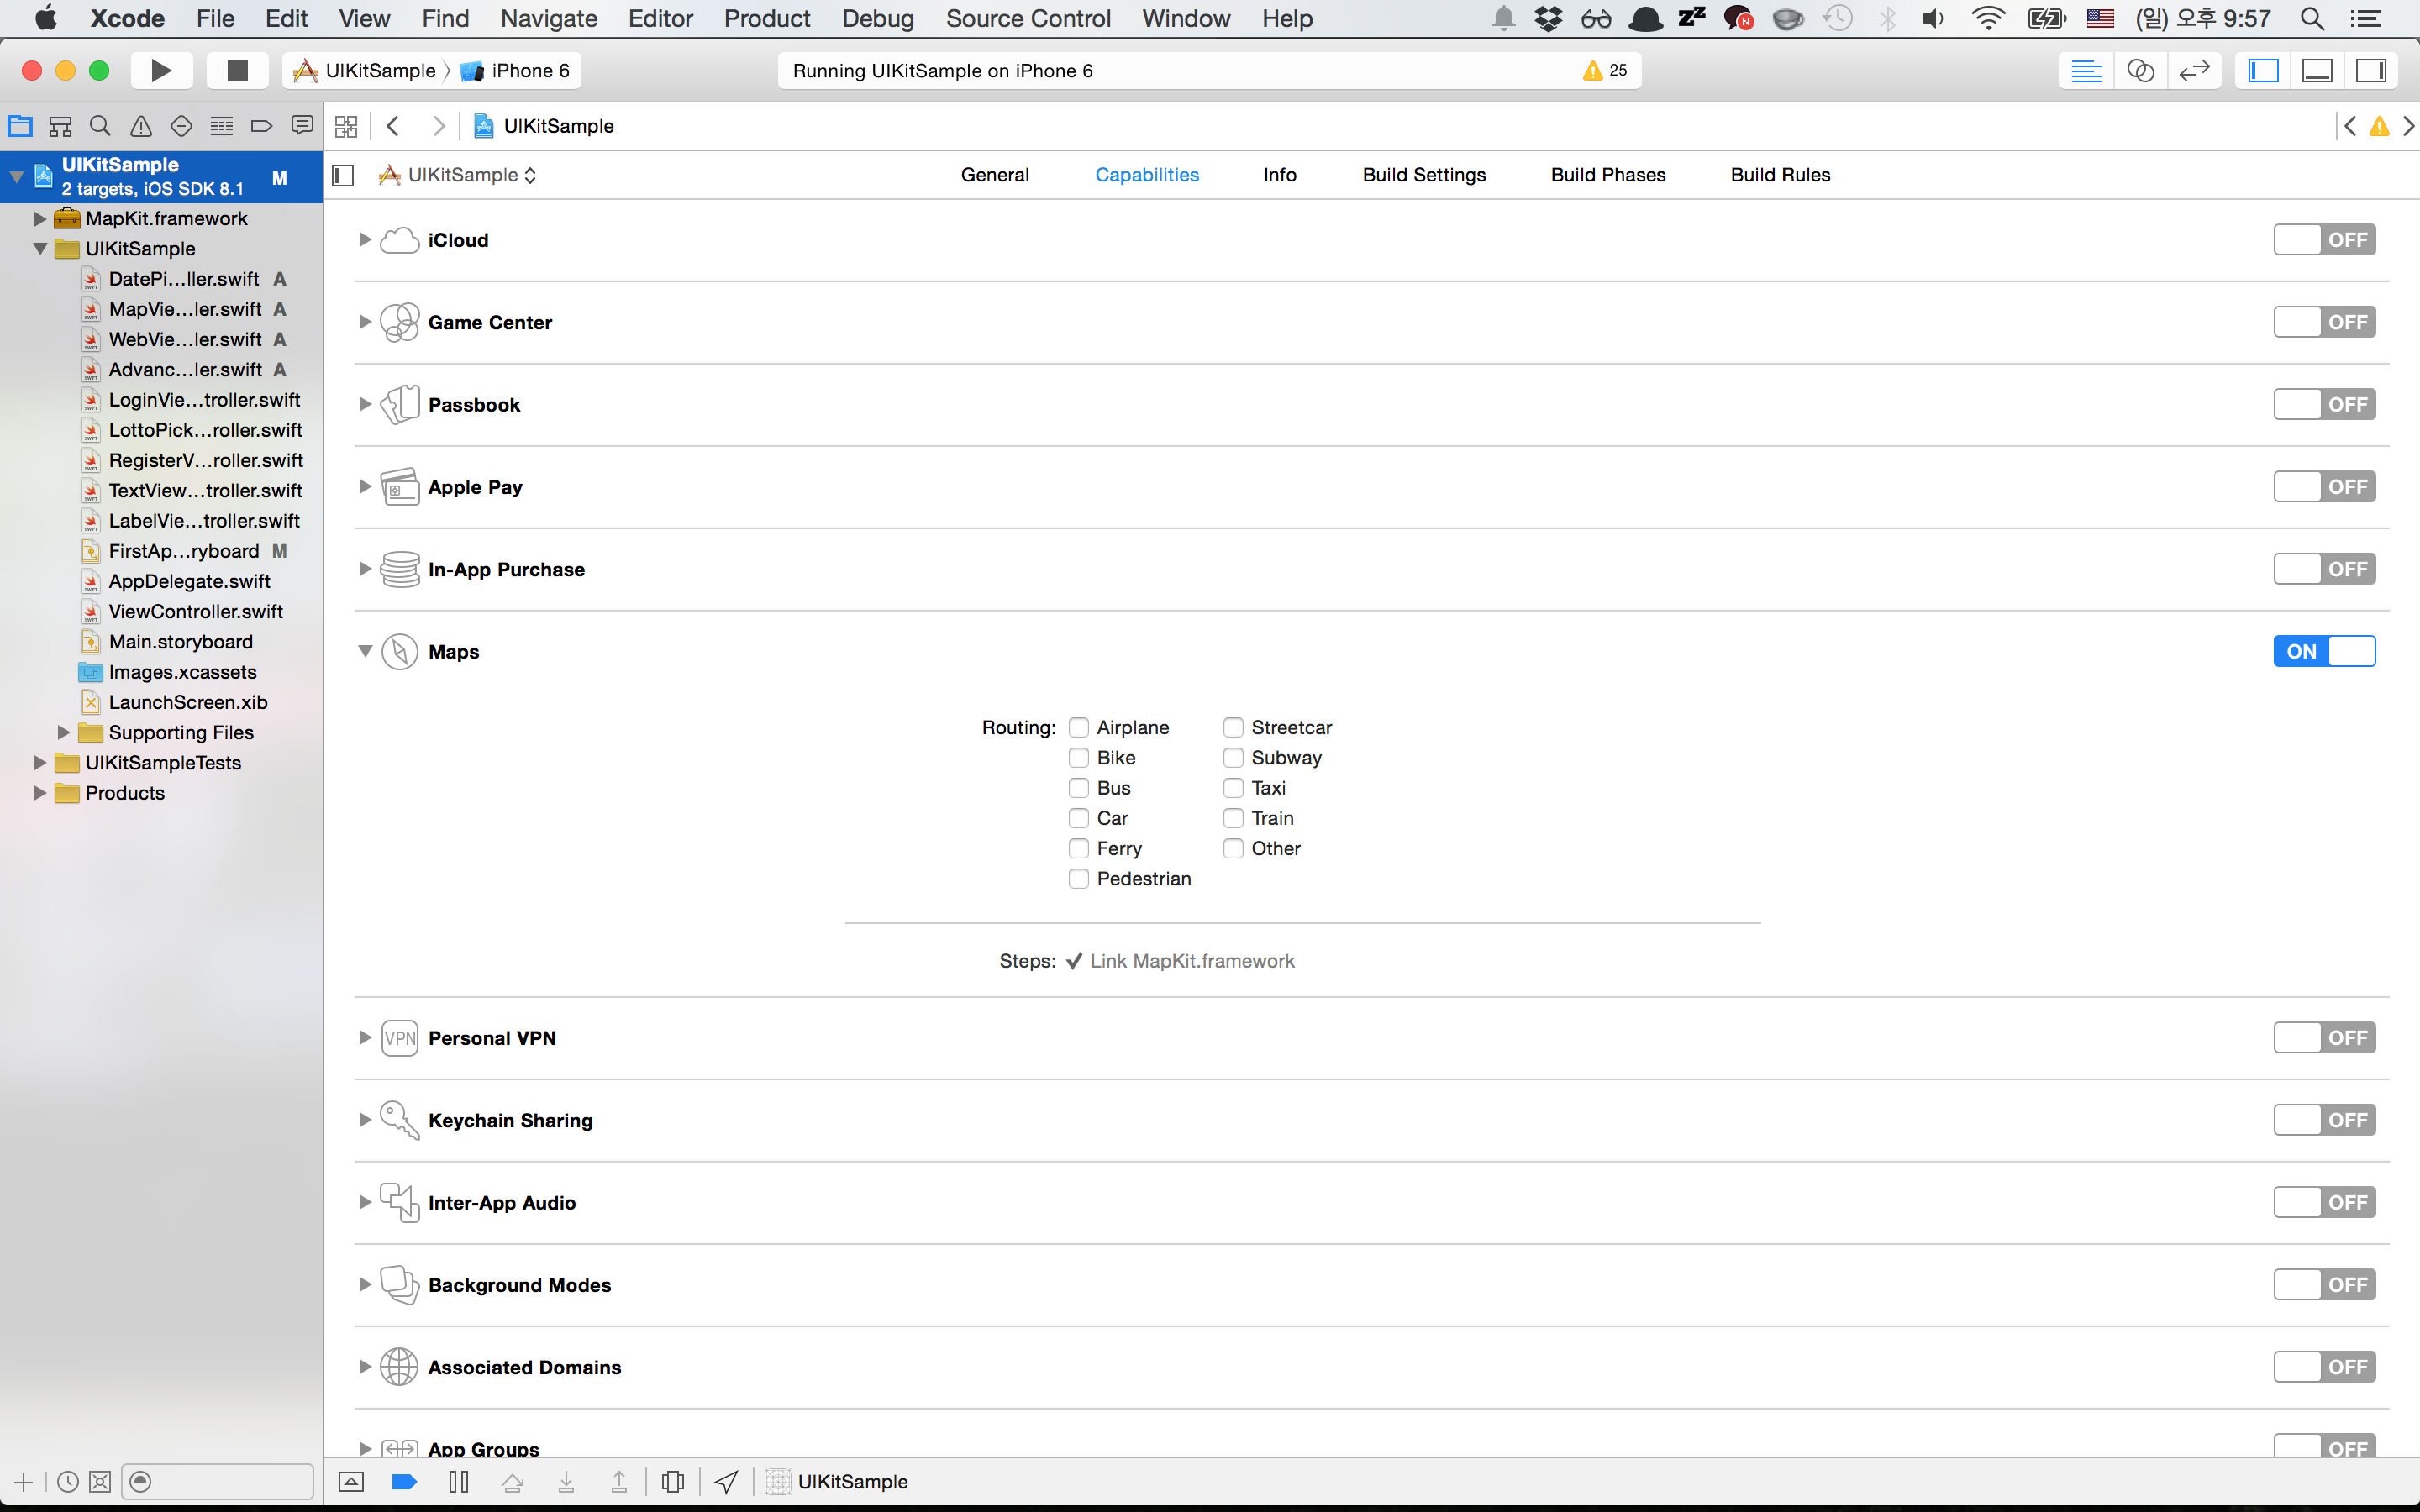 Xcode File Edit View Find Navigate Editor Product Debug Source Control Window Help (일) 오후 9:57
UIKitSample iPhone 6 Running UIKitSample on iPhone 6 25
UIKitSample
UIKitSample
2 targets, iOS SDK 8.1 M
UIKitSample General Capabilities Info Build Settings Build Phases Build Rules
MapKit.framework
UIKitSample
DatePi...ller.swift A
MapVie...ler.swift A
WebVie...ler.swift A
Advanc...ler.swift A
LoginVie...troller.swift
LottoPick...roller.swift
RegisterV...roller.swift
TextView...troller.swift
LabelVie...troller.swift
FirstAp...ryboard M
AppDelegate.swift
ViewController.swift
Main.storyboard
Images.xcassets
LaunchScreen.xib
Supporting Files
UIKitSampleTests
Products
iCloud OFF
Game Center OFF
Passbook OFF
Apple Pay OFF
In-App Purchase OFF
Maps ON
Routing: Airplane Streetcar
Bike Subway
Bus Taxi
Car Train
Ferry Other
Pedestrian
Steps: Link MapKit.framework
VPN Personal VPN OFF
Keychain Sharing OFF
Inter-App Audio OFF
Background Modes OFF
Associated Domains OFF
App Groups OFF
UIKitSample